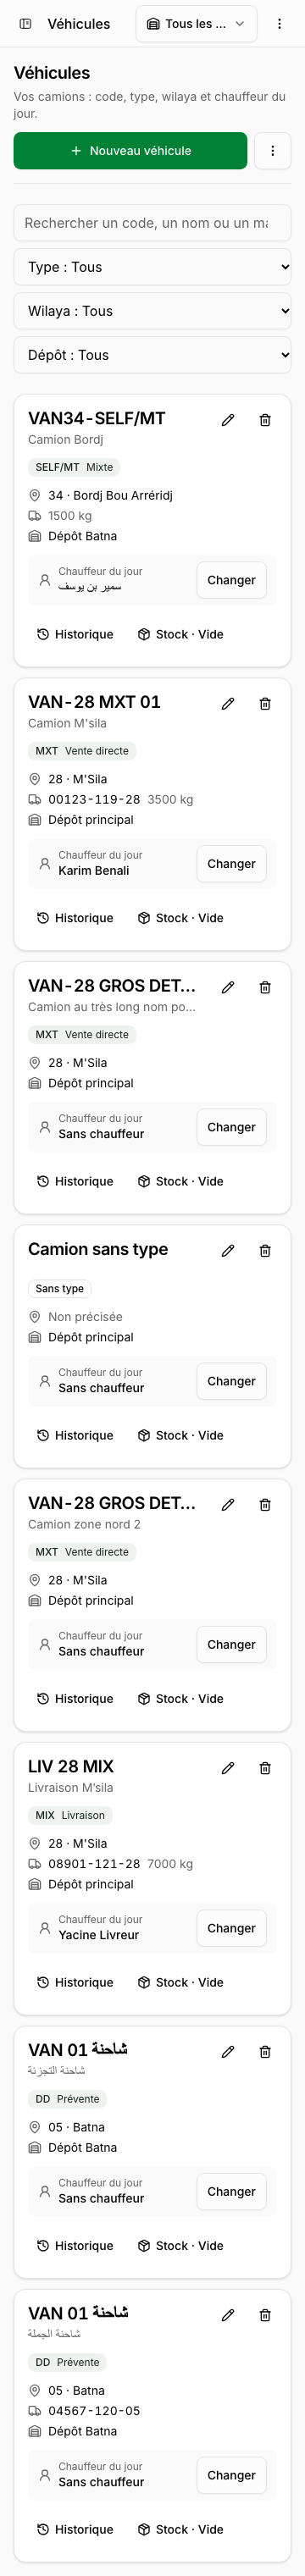 Véhicules
Tous les ...
Véhicules
Vos camions : code, type, wilaya et chauffeur du
jour.
Nouveau véhicule
Rechercher un code, un nom ou un ma
Type : Tous
Wilaya : Tous
Dépôt : Tous
VAN34-SELF/MT
Camion Bordj
SELF/MT Mixte
34 · Bordj Bou Arréridj
1500 kg
Dépôt Batna
Chauffeur du jour
سمير بن يوسف
Changer
Historique
Stock · Vide
VAN-28 MXT 01
Camion M'sila
MXT Vente directe
28 · M'Sila
00123-119-28 3500 kg
Dépôt principal
Chauffeur du jour
Karim Benali
Changer
Historique
Stock · Vide
VAN-28 GROS DET...
Camion au très long nom po...
MXT Vente directe
28 · M'Sila
Dépôt principal
Chauffeur du jour
Sans chauffeur
Changer
Historique
Stock · Vide
Camion sans type
Sans type
Non précisée
Dépôt principal
Chauffeur du jour
Sans chauffeur
Changer
Historique
Stock · Vide
VAN-28 GROS DET...
Camion zone nord 2
MXT Vente directe
28 · M'Sila
Dépôt principal
Chauffeur du jour
Sans chauffeur
Changer
Historique
Stock · Vide
LIV 28 MIX
Livraison M'sila
MIX Livraison
28 · M'Sila
08901-121-28 7000 kg
Dépôt principal
Chauffeur du jour
Yacine Livreur
Changer
Historique
Stock · Vide
VAN 01 شاحنة
شاحنة التجزئة
DD Prévente
05 · Batna
Dépôt Batna
Chauffeur du jour
Sans chauffeur
Changer
Historique
Stock · Vide
VAN 01 شاحنة
شاحنة الجملة
DD Prévente
05 · Batna
04567-120-05
Dépôt Batna
Chauffeur du jour
Sans chauffeur
Changer
Historique
Stock · Vide